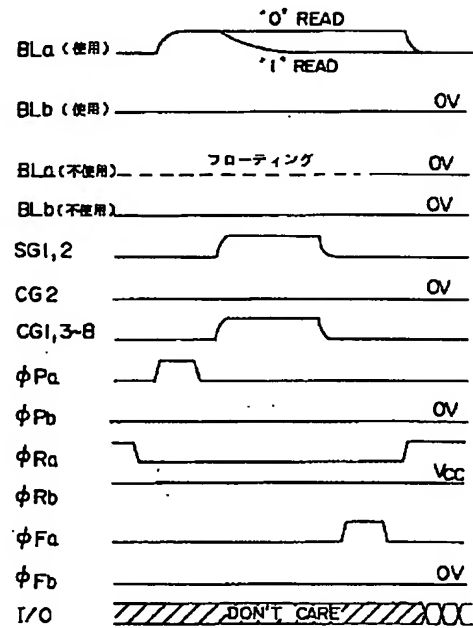 "0" READ
BLa (使用)
"1" READ
BLb (使用) 0V
BLa (不使用) フローティング 0V
BLb (不使用) 0V
SG1,2
CG2 0V
CG1,3~8
φPa
φPb 0V
φRa
φRb Vcc
φFa
φFb 0V
I/O DON'T CARE